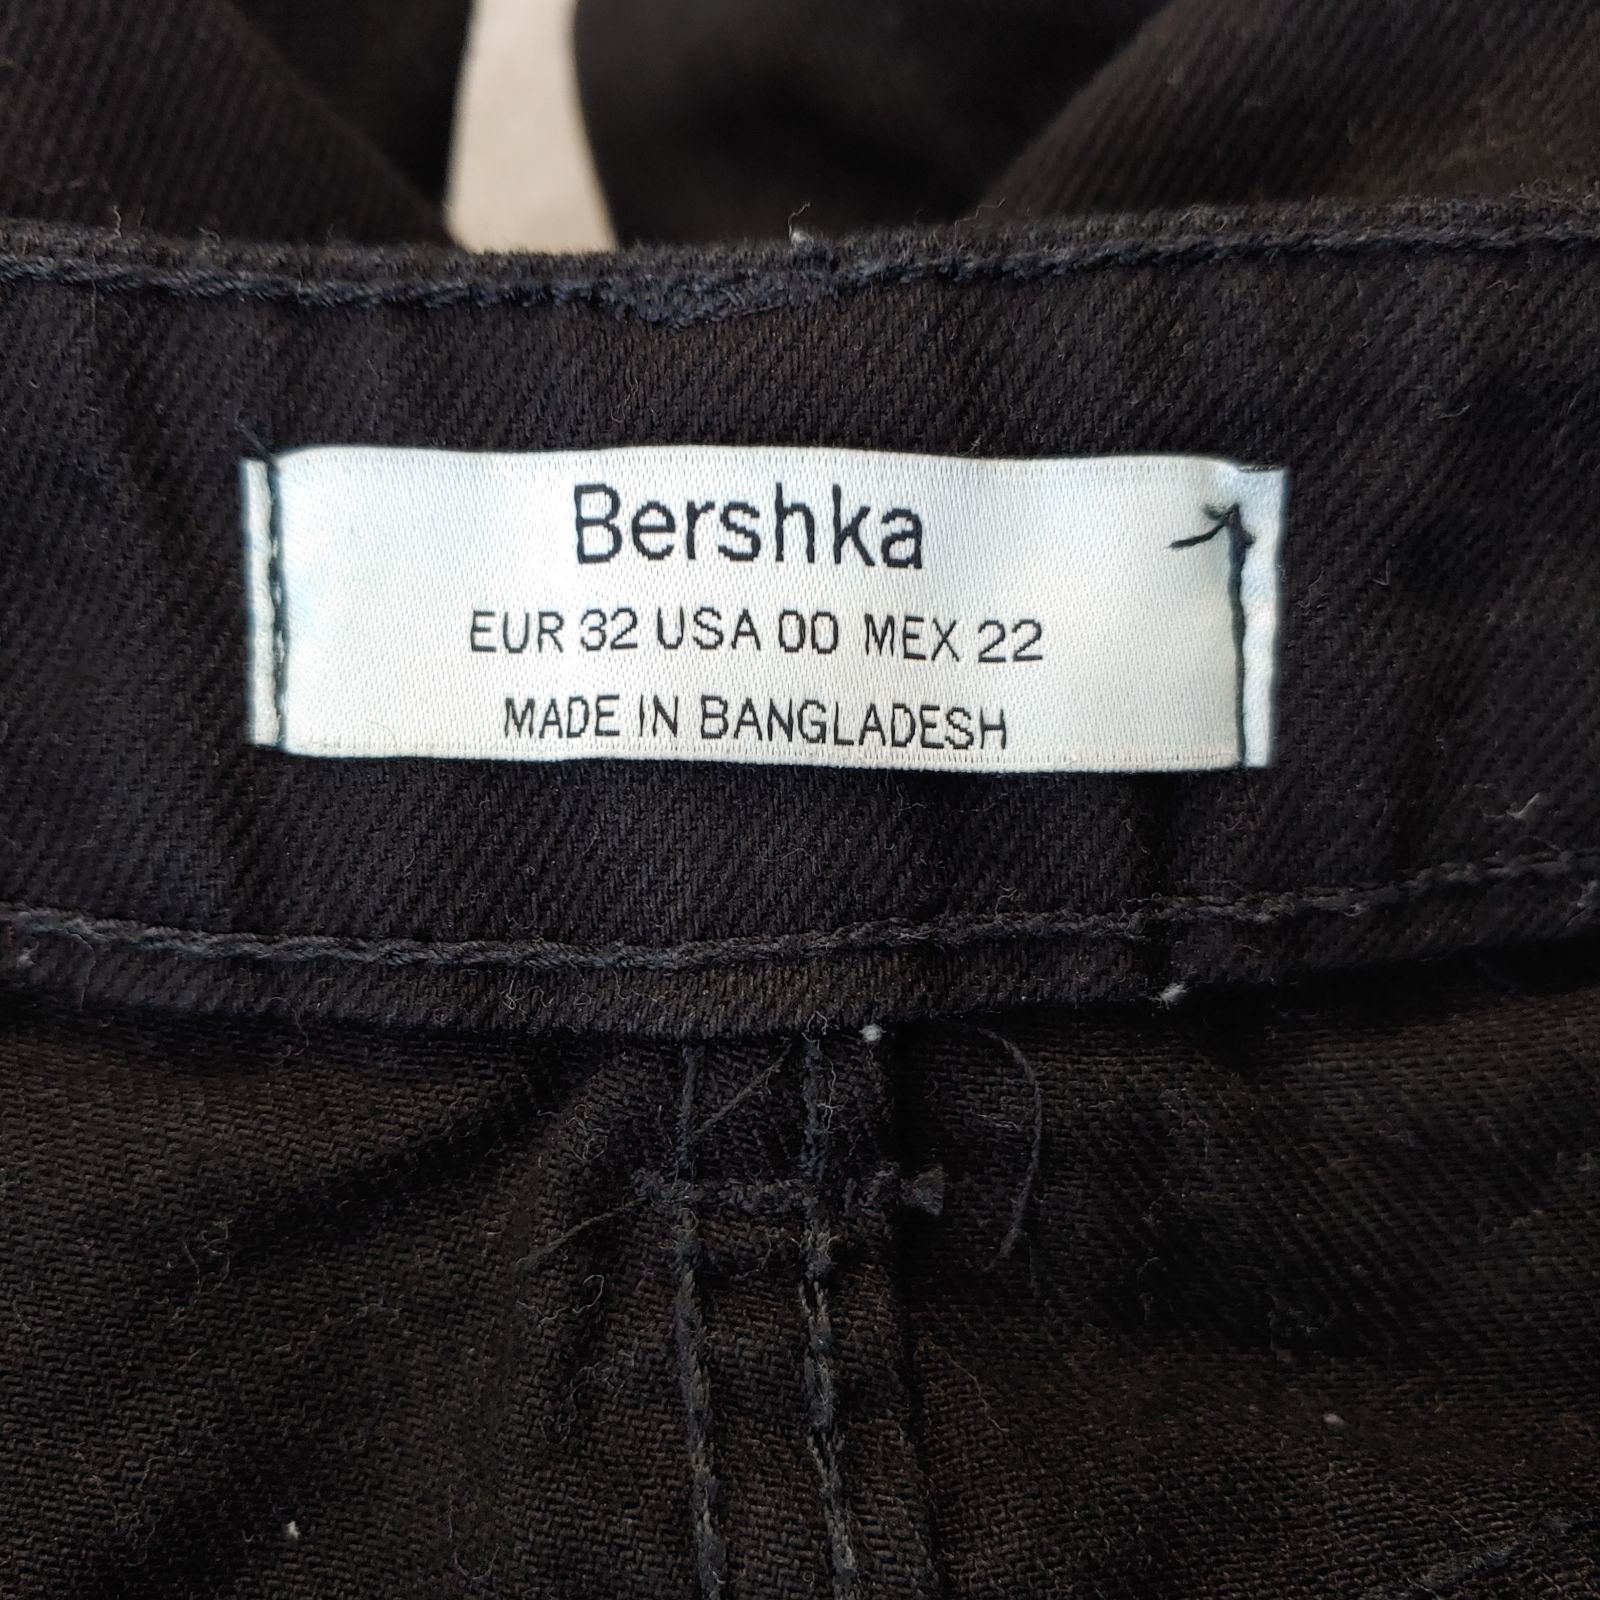 Bershka
EUR 32 USA 00 MEX 22
MADE IN BANGLADESH